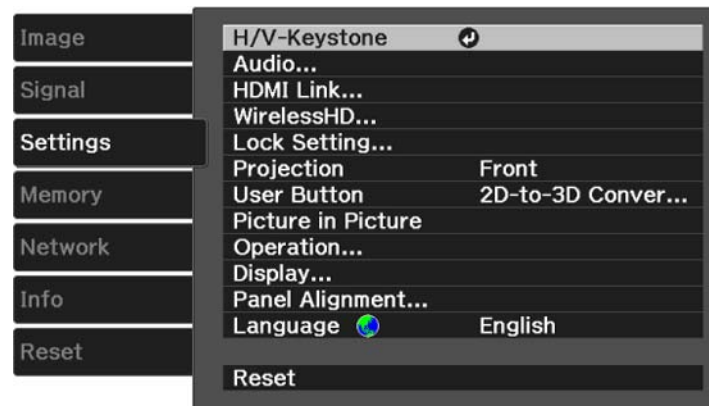 Image
Signal
Settings
Memory
Network
Info
Reset
H/V-Keystone
Audio...
HDMI Link...
WirelessHD...
Lock Setting...
Projection Front
User Button 2D-to-3D Conver...
Picture in Picture
Operation...
Display...
Panel Alignment...
Language English
Reset